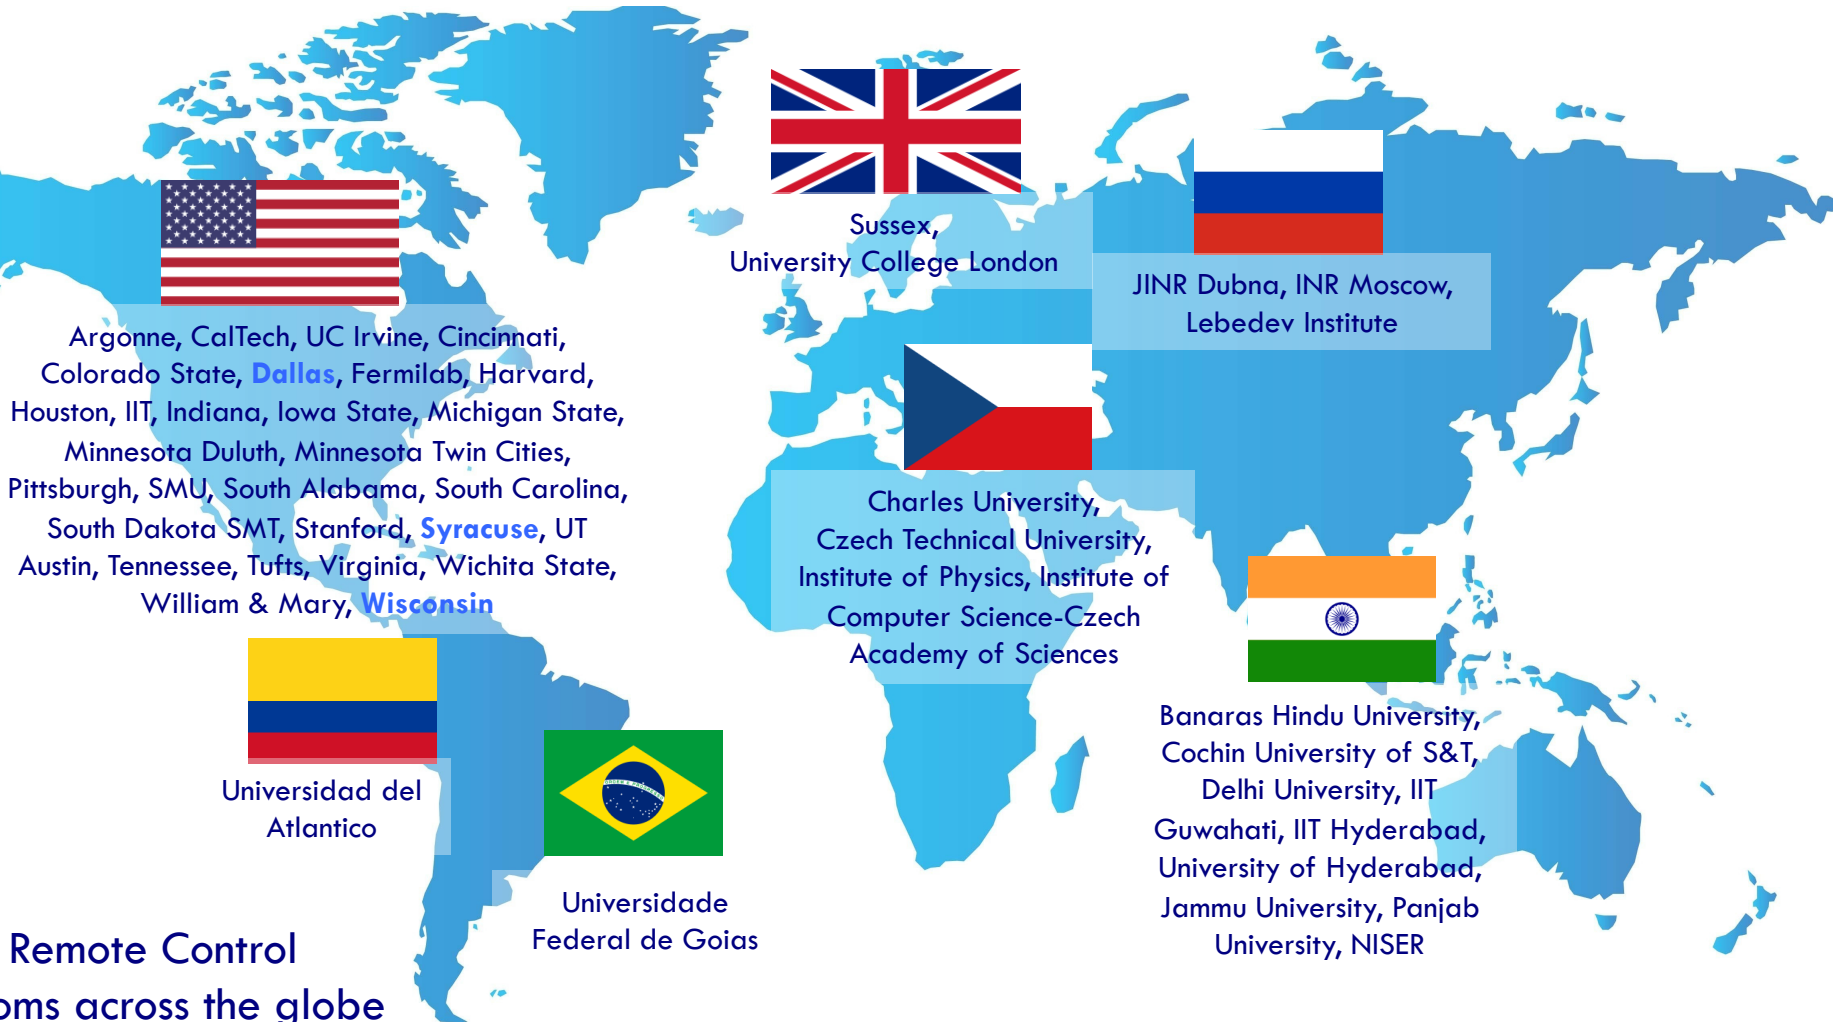 Sussex,
University College London
JINR Dubna, INR Moscow,
Lebedev Institute
Argonne, CalTech, UC Irvine, Cincinnati,
Colorado State, Dallas, Fermilab, Harvard,
Houston, IIT, Indiana, Iowa State, Michigan State,
Minnesota Duluth, Minnesota Twin Cities,
Pittsburgh, SMU, South Alabama, South Carolina,
South Dakota SMT, Stanford, Syracuse, UT
Austin, Tennessee, Tufts, Virginia, Wichita State,
William & Mary, Wisconsin
Charles University,
Czech Technical University,
Institute of Physics, Institute of
Computer Science-Czech
Academy of Sciences
Universidad del
Atlantico
Universidade
Federal de Goias
Banaras Hindu University,
Cochin University of S&T,
Delhi University, IIT
Guwahati, IIT Hyderabad,
University of Hyderabad,
Jammu University, Panjab
University, NISER
Remote Control
oms across the globe